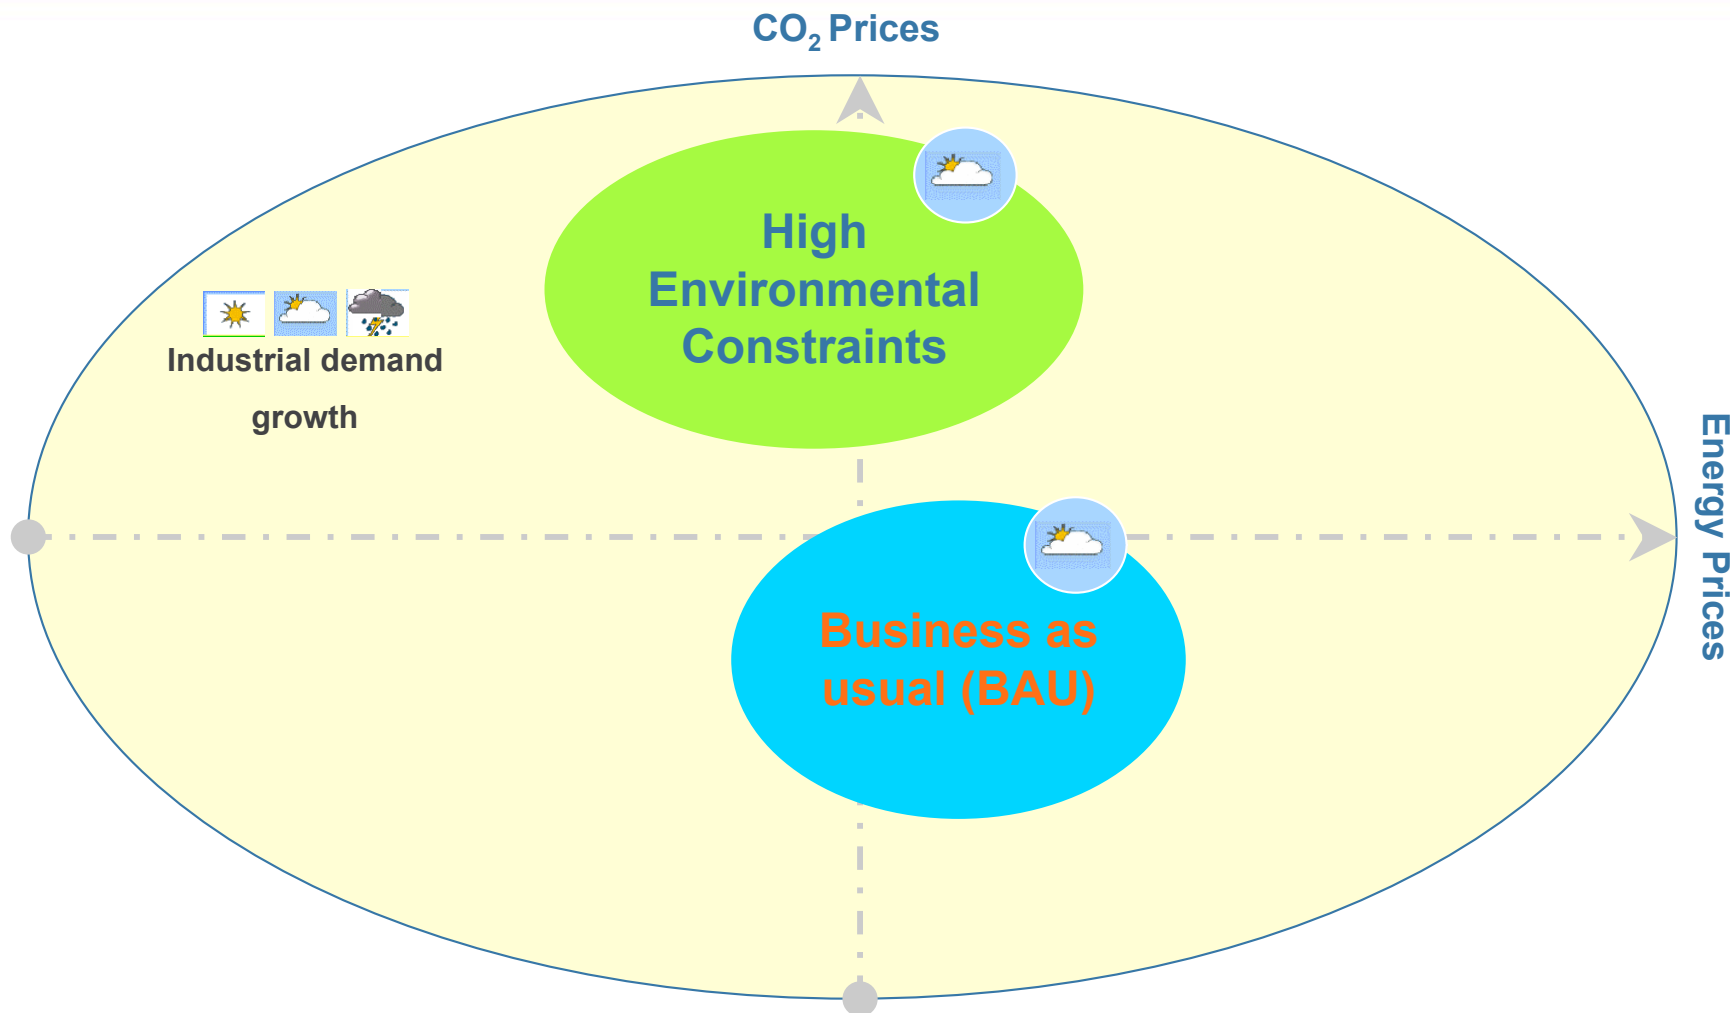 CO₂ Prices
High
Environmental
Constraints
Industrial demand
growth
Energy Prices
Business as
usual (BAU)